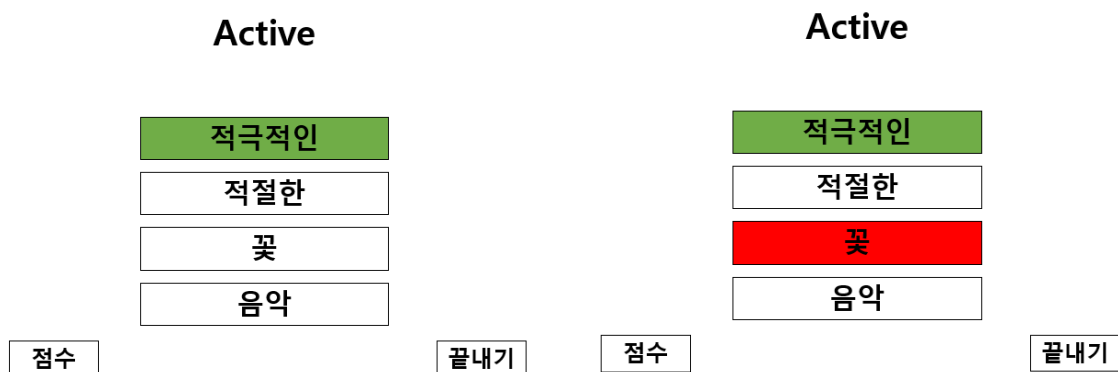 Active
적극적인
적절한
꽃
음악
점수
끝내기
Active
적극적인
적절한
꽃
음악
점수
끝내기